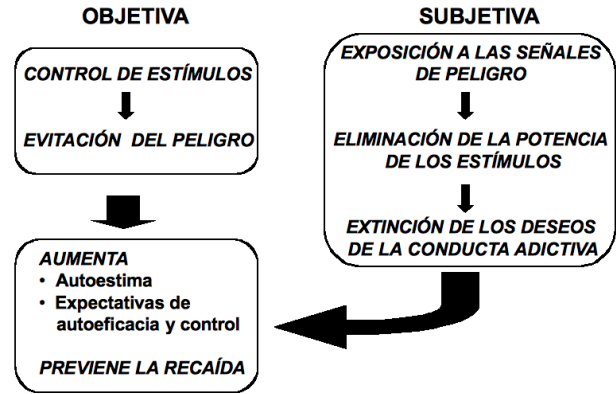 OBJETIVA
CONTROL DE ESTÍMULOS
EVITACIÓN DEL PELIGRO
AUMENTA
• Autoestima
• Expectativas de
autoeficacia y control
PREVIENE LA RECAÍDA
SUBJETIVA
EXPOSICIÓN A LAS SEÑALES
DE PELIGRO
ELIMINACIÓN DE LA POTENCIA
DE LOS ESTÍMULOS
EXTINCIÓN DE LOS DESEOS
DE LA CONDUCTA ADICTIVA